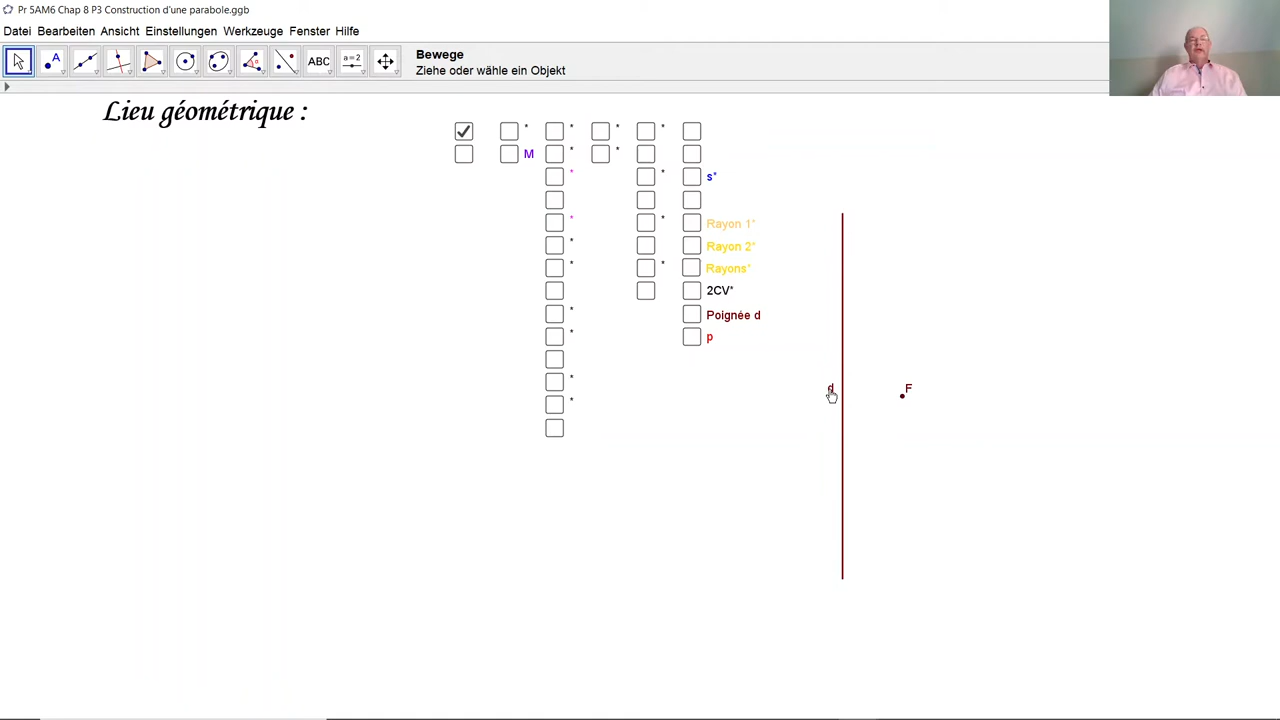 Pr 5AM6 Chap 8 P3 Construction d'une parabole.ggb
Datei Bearbeiten Ansicht Einstellungen Werkzeuge Fenster Hilfe
A
ABC
a=2
Bewege
Ziehe oder wähle ein Objekt
Lieu géométrique :
* * * *
M * *
* * s*
* * Rayon 1*
* Rayon 2*
* * Rayons*
2CV*
* Poignée d
* p
*
*
d
F